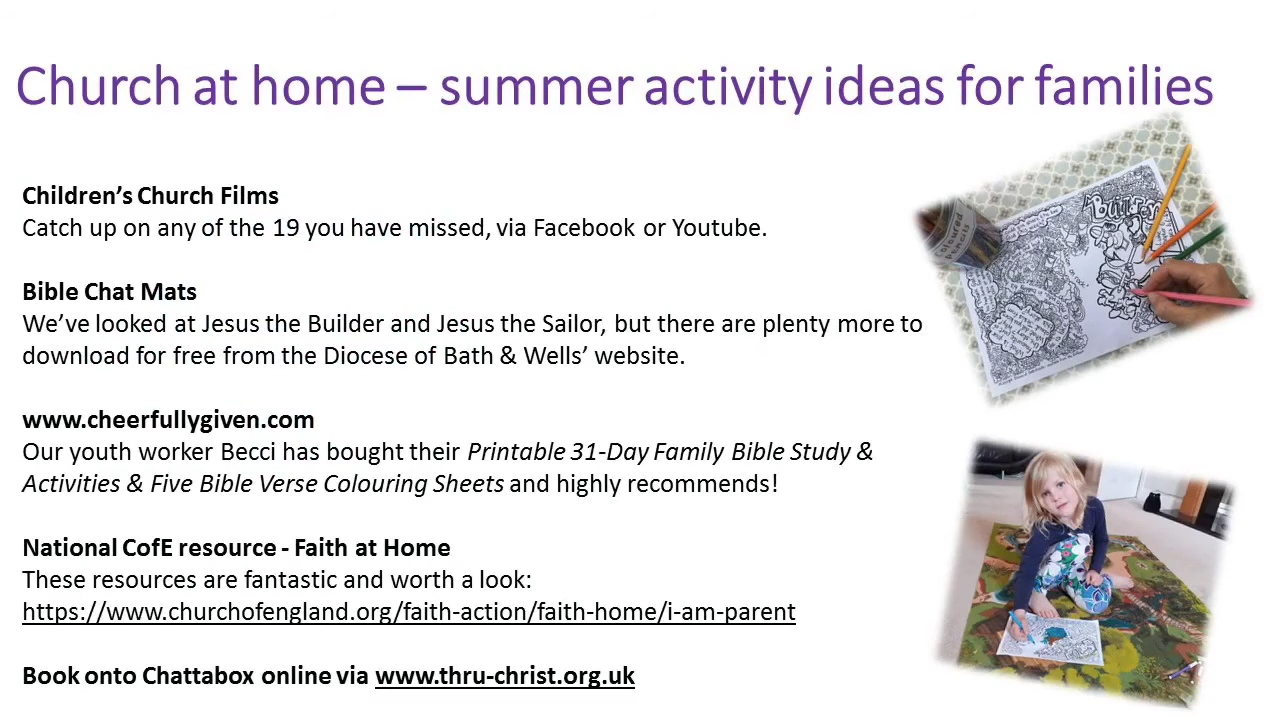 Church at home – summer activity ideas for families
Children's Church Films
Catch up on any of the 19 you have missed, via Facebook or Youtube.
Bible Chat Mats
We've looked at Jesus the Builder and Jesus the Sailor, but there are plenty more to
download for free from the Diocese of Bath & Wells' website.
www.cheerfullygiven.com
Our youth worker Becci has bought their Printable 31-Day Family Bible Study &
Activities & Five Bible Verse Colouring Sheets and highly recommends!
National CofE resource - Faith at Home
These resources are fantastic and worth a look:
https://www.churchofengland.org/faith-action/faith-home/i-am-parent
Book onto Chattabox online via www.thru-christ.org.uk
Coloured
Pencils
Builder